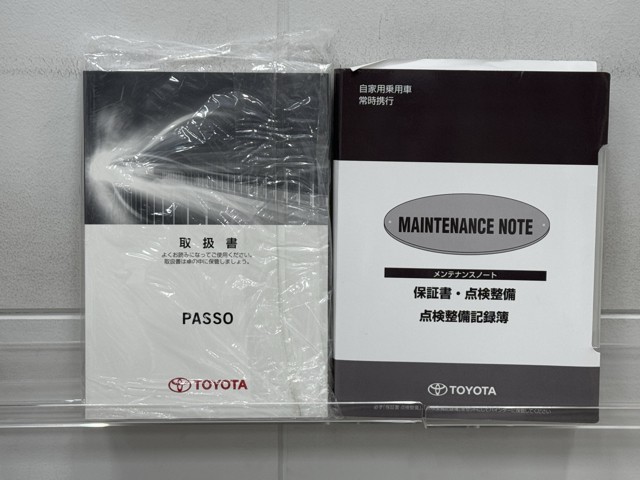 取扱書
よくお読みになってご使用ください。
取扱書は車の中に保管しましょう。
PASSO
TOYOTA
自家用乗用車
常時携行
MAINTENANCE NOTE
メンテナンスノート
保証書・点検整備
点検整備記録簿
TOYOTA